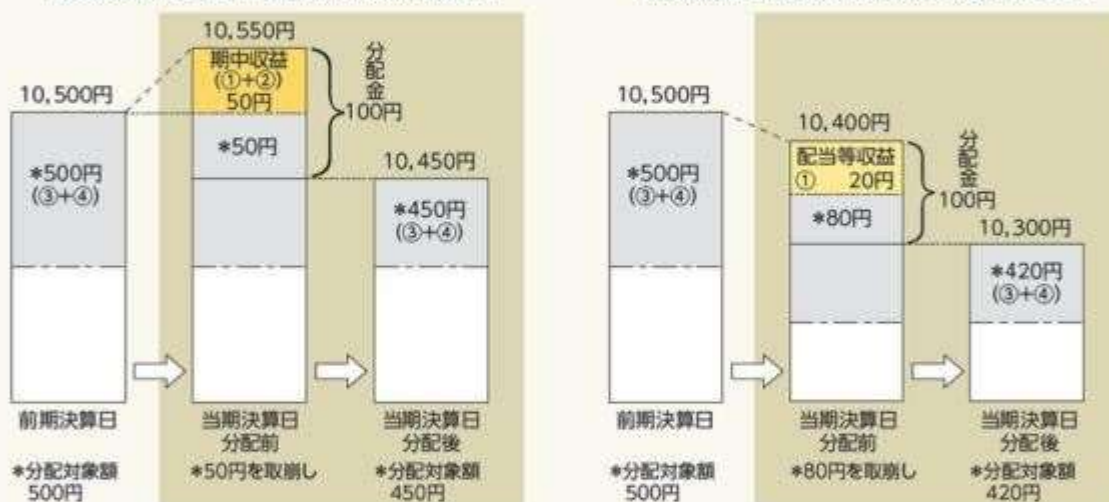 10,550円
期中収益
(①+②)
50円
分配金
100円
10,500円
*500円
(③+④)
*50円
10,450円
*450円
(③+④)
前期決算日
当期決算日
分配前
当期決算日
分配後
*分配対象額
500円
*50円を取崩し
*分配対象額
450円
10,500円
*500円
(③+④)
10,400円
配当等収益
① 20円
*80円
分配金
100円
10,300円
*420円
(③+④)
前期決算日
当期決算日
分配前
当期決算日
分配後
*分配対象額
500円
*80円を取崩し
*分配対象額
420円